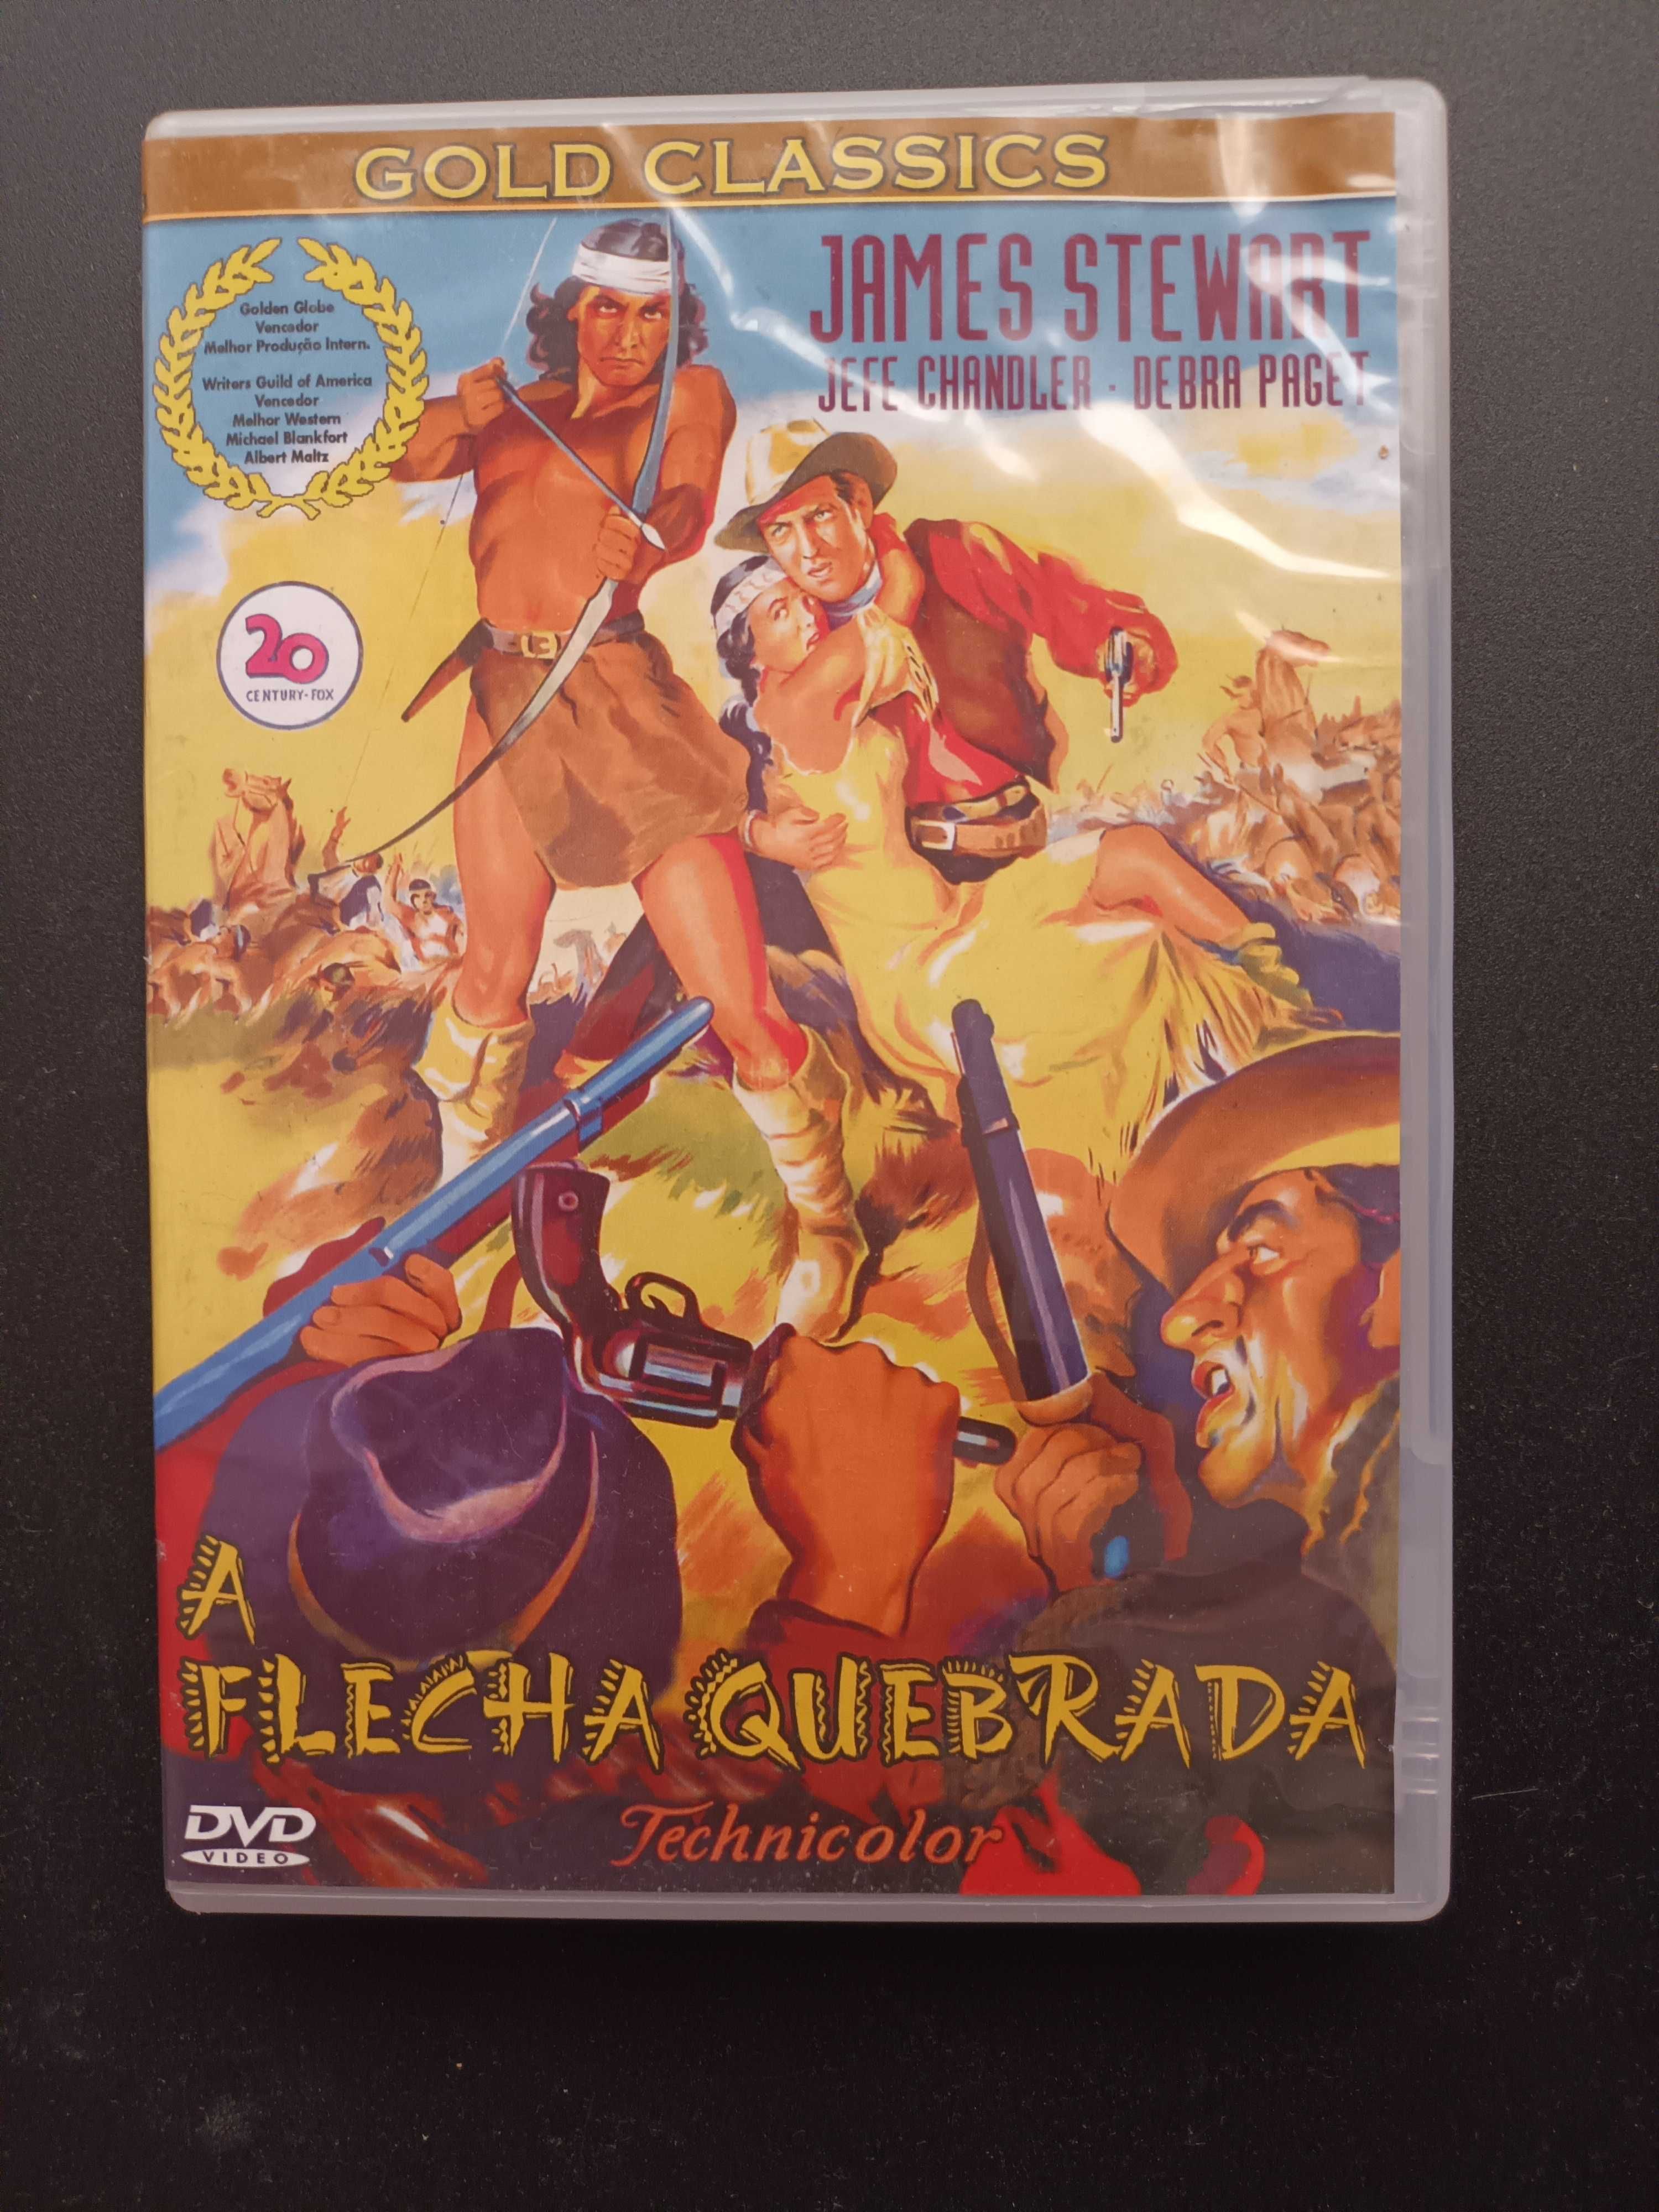 GOLD CLASSICS
JAMES STEWART
JEFE CHANDLER · DEBRA PAGET
Golden Globe
Vencedor
Melhor Produção Intern.
Writers Guild of America
Vencedor
Melhor Western
Michael Blankfort
Albert Maltz
20
CENTURY-FOX
A
FLECHA QUEBRADA
Technicolor
DVD
VIDEO